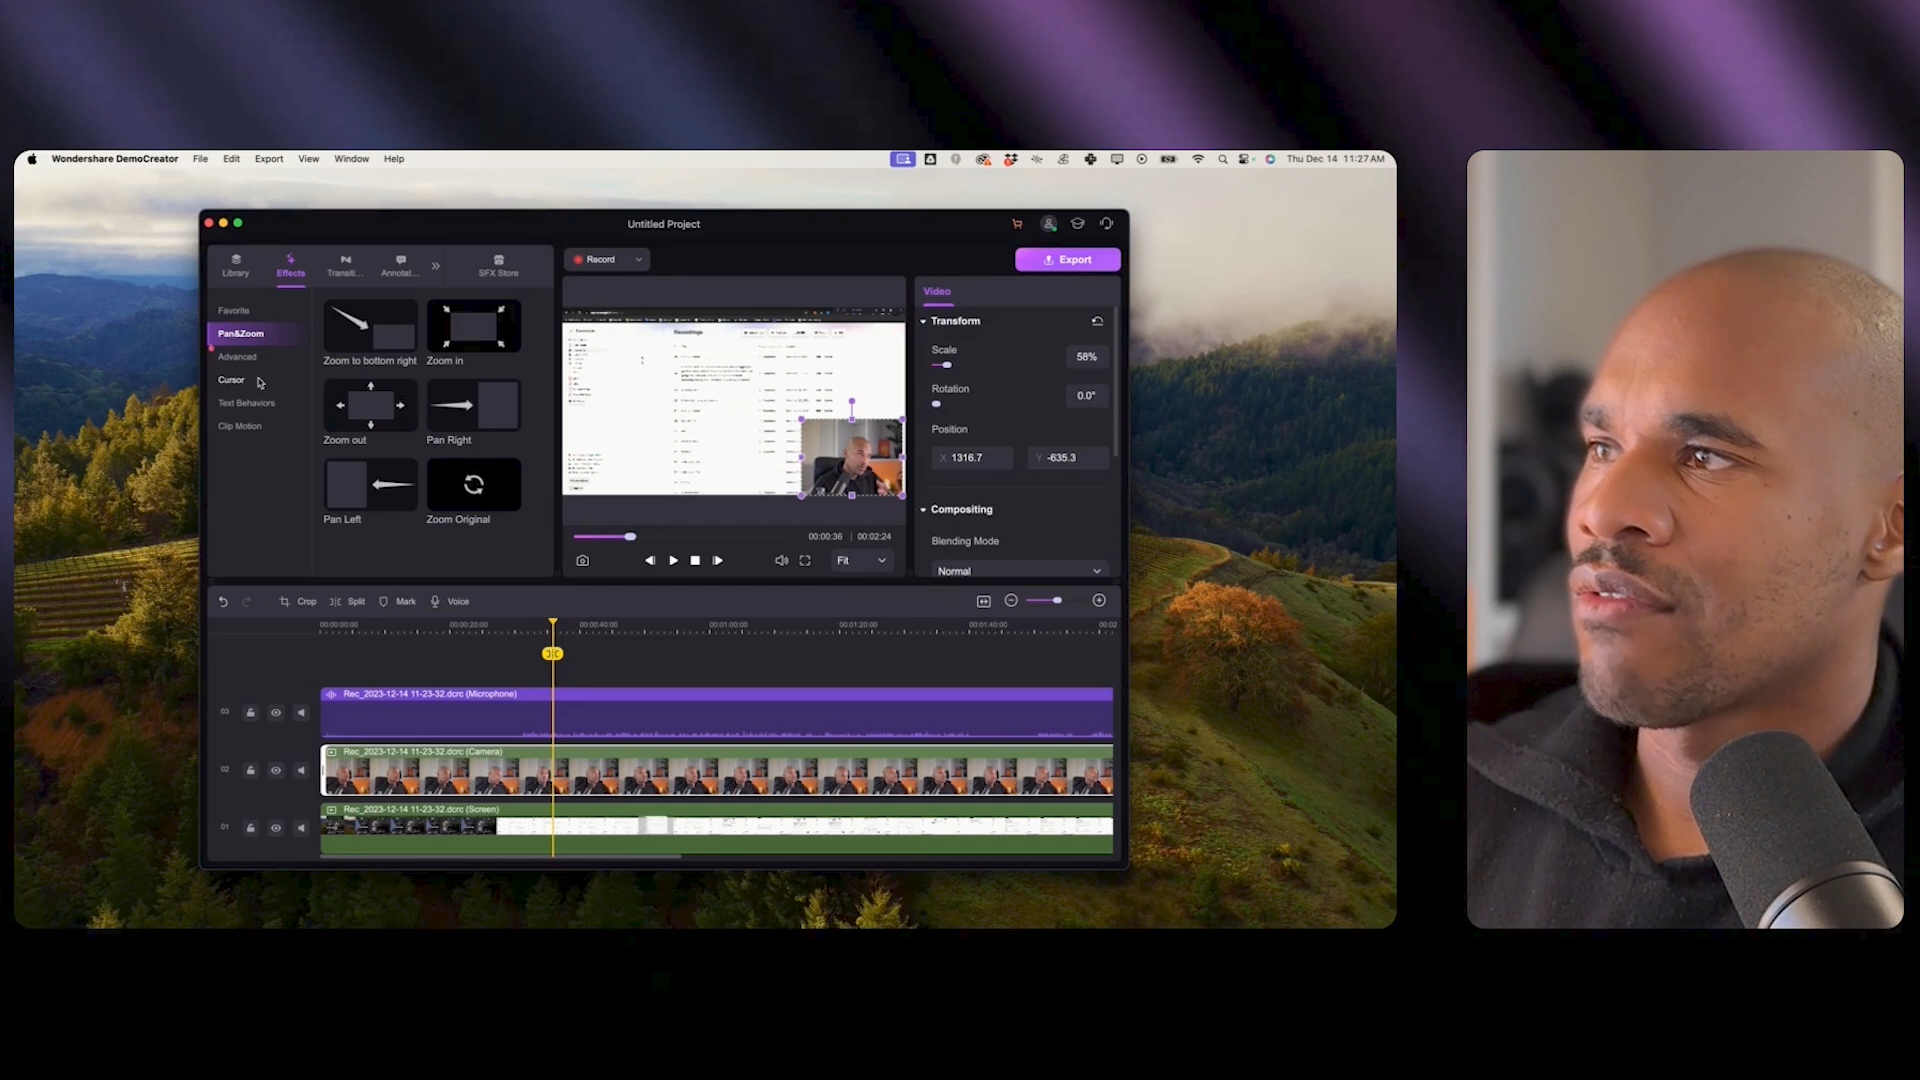 Wondershare DemoCreator File Edit Export View Window Help
Thu Dec 14 11:27 AM
Untitled Project
Library
Effects
Transiti...
Annotat...
SFX Store
Record
Export
Favorite
Pan&Zoom
Advanced
Cursor
Text Behaviors
Clip Motion
Zoom to bottom right
Zoom in
Zoom out
Pan Right
Pan Left
Zoom Original
Recordings
00:00:36 | 00:02:24
Fit
Video
Transform
Scale
58%
Rotation
0.0°
Position
X 1316.7
Y -635.3
Compositing
Blending Mode
Normal
Crop Split Mark Voice
00:00:00:00 00:00:20:00 00:00:40:00 00:01:00:00 00:01:20:00 00:01:40:00 00:02
03
Rec_2023-12-14 11-23-32.dcrc (Microphone)
02
Rec_2023-12-14 11-23-32.dcrc (Camera)
01
Rec_2023-12-14 11-23-32.dcrc (Screen)